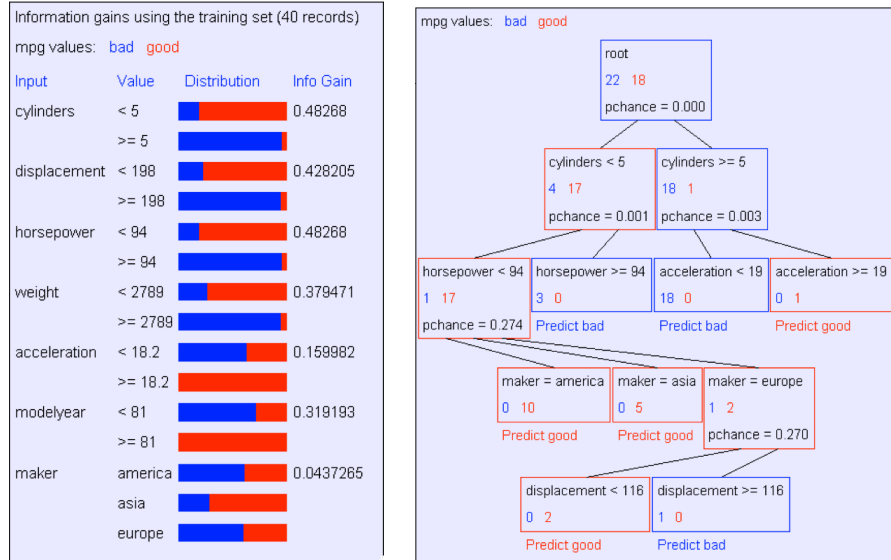 Information gains using the training set (40 records)
mpg values: bad good
Input Value Distribution Info Gain
cylinders < 5 0.48268
>= 5
displacement < 198 0.428205
>= 198
horsepower < 94 0.48268
>= 94
weight < 2789 0.379471
>= 2789
acceleration < 18.2 0.159982
>= 18.2
modelyear < 81 0.319193
>= 81
maker america 0.0437265
asia
europe
mpg values: bad good
root
22 18
pchance = 0.000
cylinders < 5 cylinders >= 5
4 17 18 1
pchance = 0.001 pchance = 0.003
horsepower < 94 horsepower >= 94 acceleration < 19 acceleration >= 19
1 17 3 0 18 0 0 1
pchance = 0.274 Predict bad Predict bad Predict good
maker = america maker = asia maker = europe
0 10 0 5 1 2
Predict good Predict good pchance = 0.270
displacement < 116 displacement >= 116
0 2 1 0
Predict good Predict bad